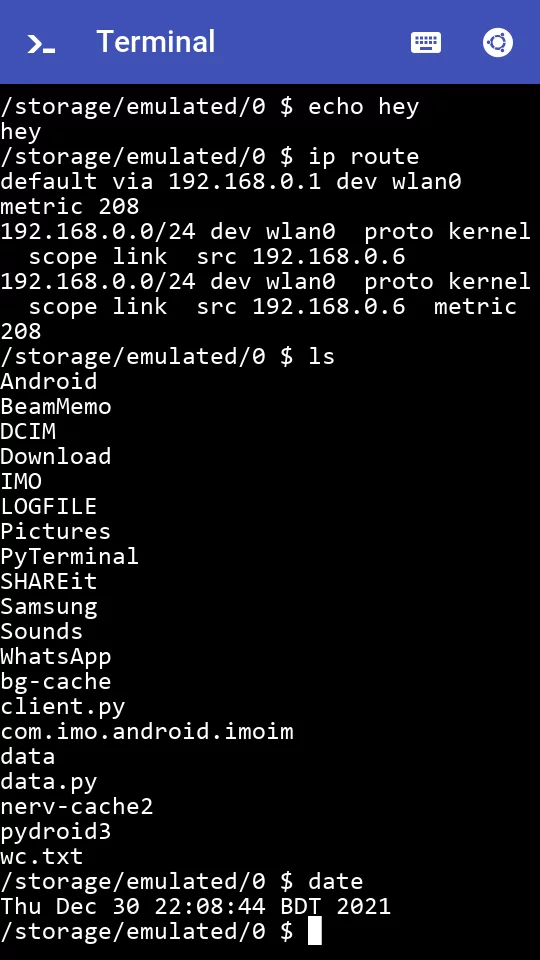 Terminal
/storage/emulated/0 $ echo hey
hey
/storage/emulated/0 $ ip route
default via 192.168.0.1 dev wlan0
metric 208
192.168.0.0/24 dev wlan0  proto kernel
  scope link  src 192.168.0.6
192.168.0.0/24 dev wlan0  proto kernel
  scope link  src 192.168.0.6  metric
208
/storage/emulated/0 $ ls
Android
BeamMemo
DCIM
Download
IMO
LOGFILE
Pictures
PyTerminal
SHAREit
Samsung
Sounds
WhatsApp
bg-cache
client.py
com.imo.android.imoim
data
data.py
nerv-cache2
pydroid3
wc.txt
/storage/emulated/0 $ date
Thu Dec 30 22:08:44 BDT 2021
/storage/emulated/0 $